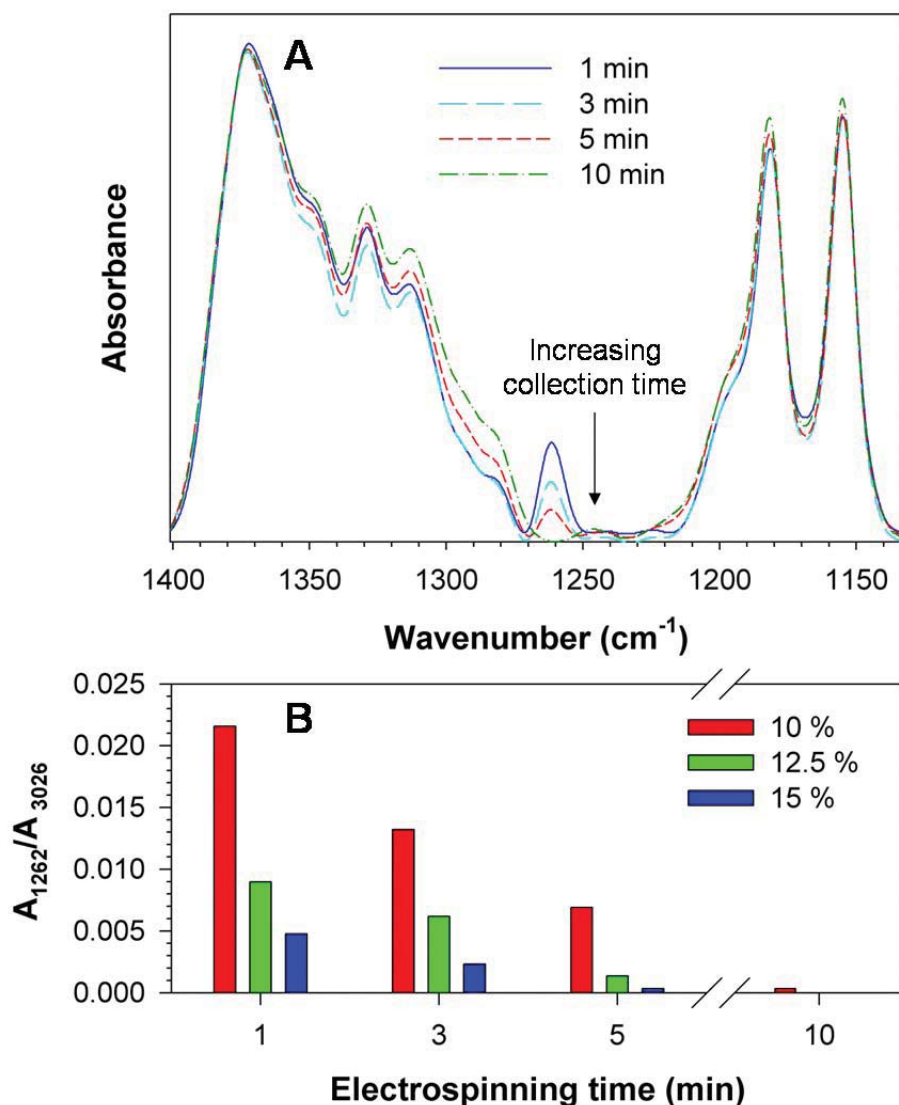 A
1 min
3 min
5 min
10 min
Absorbance
Increasing
collection time
1400 1350 1300 1250 1200 1150
Wavenumber (cm⁻¹)
B
10 %
12.5 %
15 %
A₁₂₆₂/A₃₀₂₆
0.025
0.020
0.015
0.010
0.005
0.000
1 3 5 10
Electrospinning time (min)